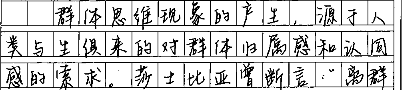 群体思维现象的产生，源于人
类与生俱来的对群体归属感和认同
感的索求。莎士比亚曾断言：“离群